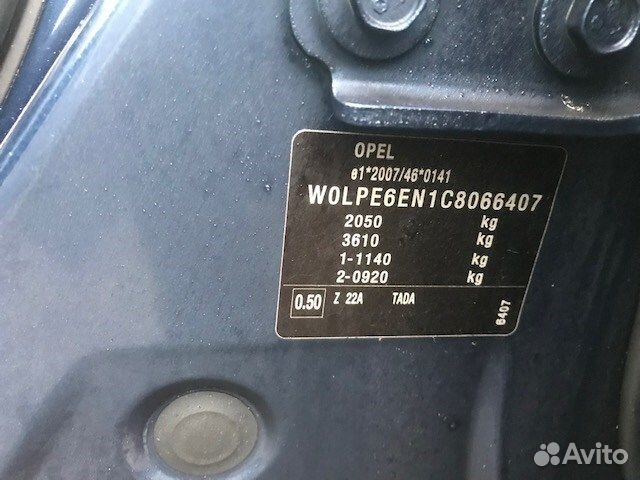 OPEL
e1*2007/46*0141
W0LPE6EN1C8066407
2050 kg
3610 kg
1-1140 kg
2-0920 kg
0.50 Z 22A TADA
6407
Avito